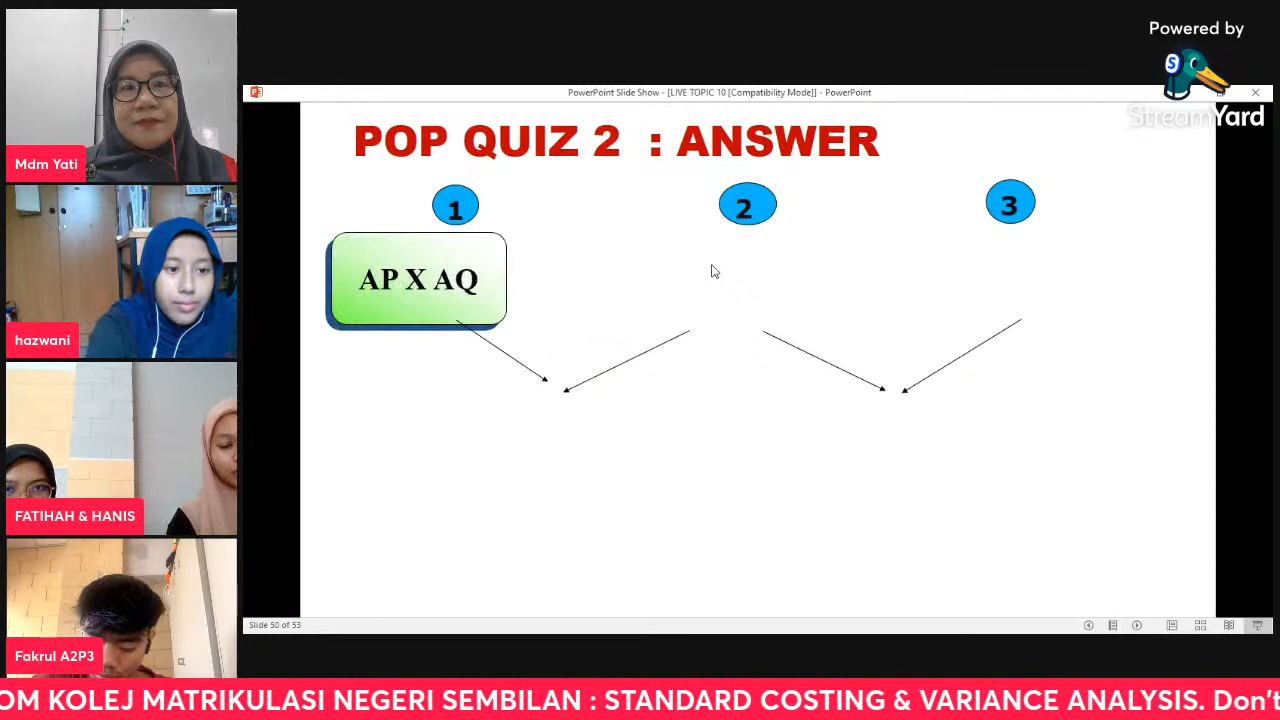 Powered by
StreamYard
PowerPoint Slide Show - [LIVE TOPIC 10 [Compatibility Mode]] - PowerPoint
POP QUIZ 2 : ANSWER
1
2
3
AP X AQ
Mdm Yati
hazwani
FATIHAH & HANIS
Fakrul A2P3
Slide 50 of 53
OM KOLEJ MATRIKULASI NEGERI SEMBILAN : STANDARD COSTING & VARIANCE ANALYSIS. Don't